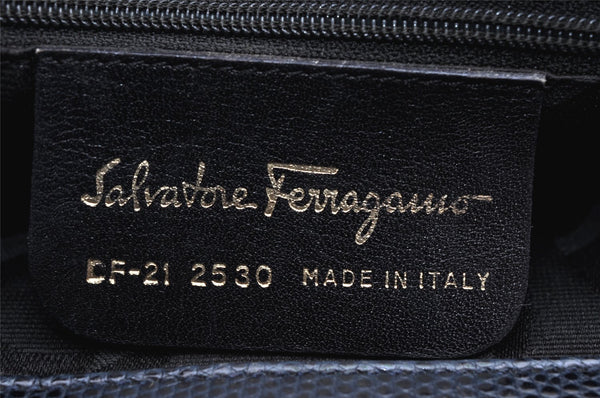 Salvatore Ferragamo
DF-21 2530 MADE IN ITALY